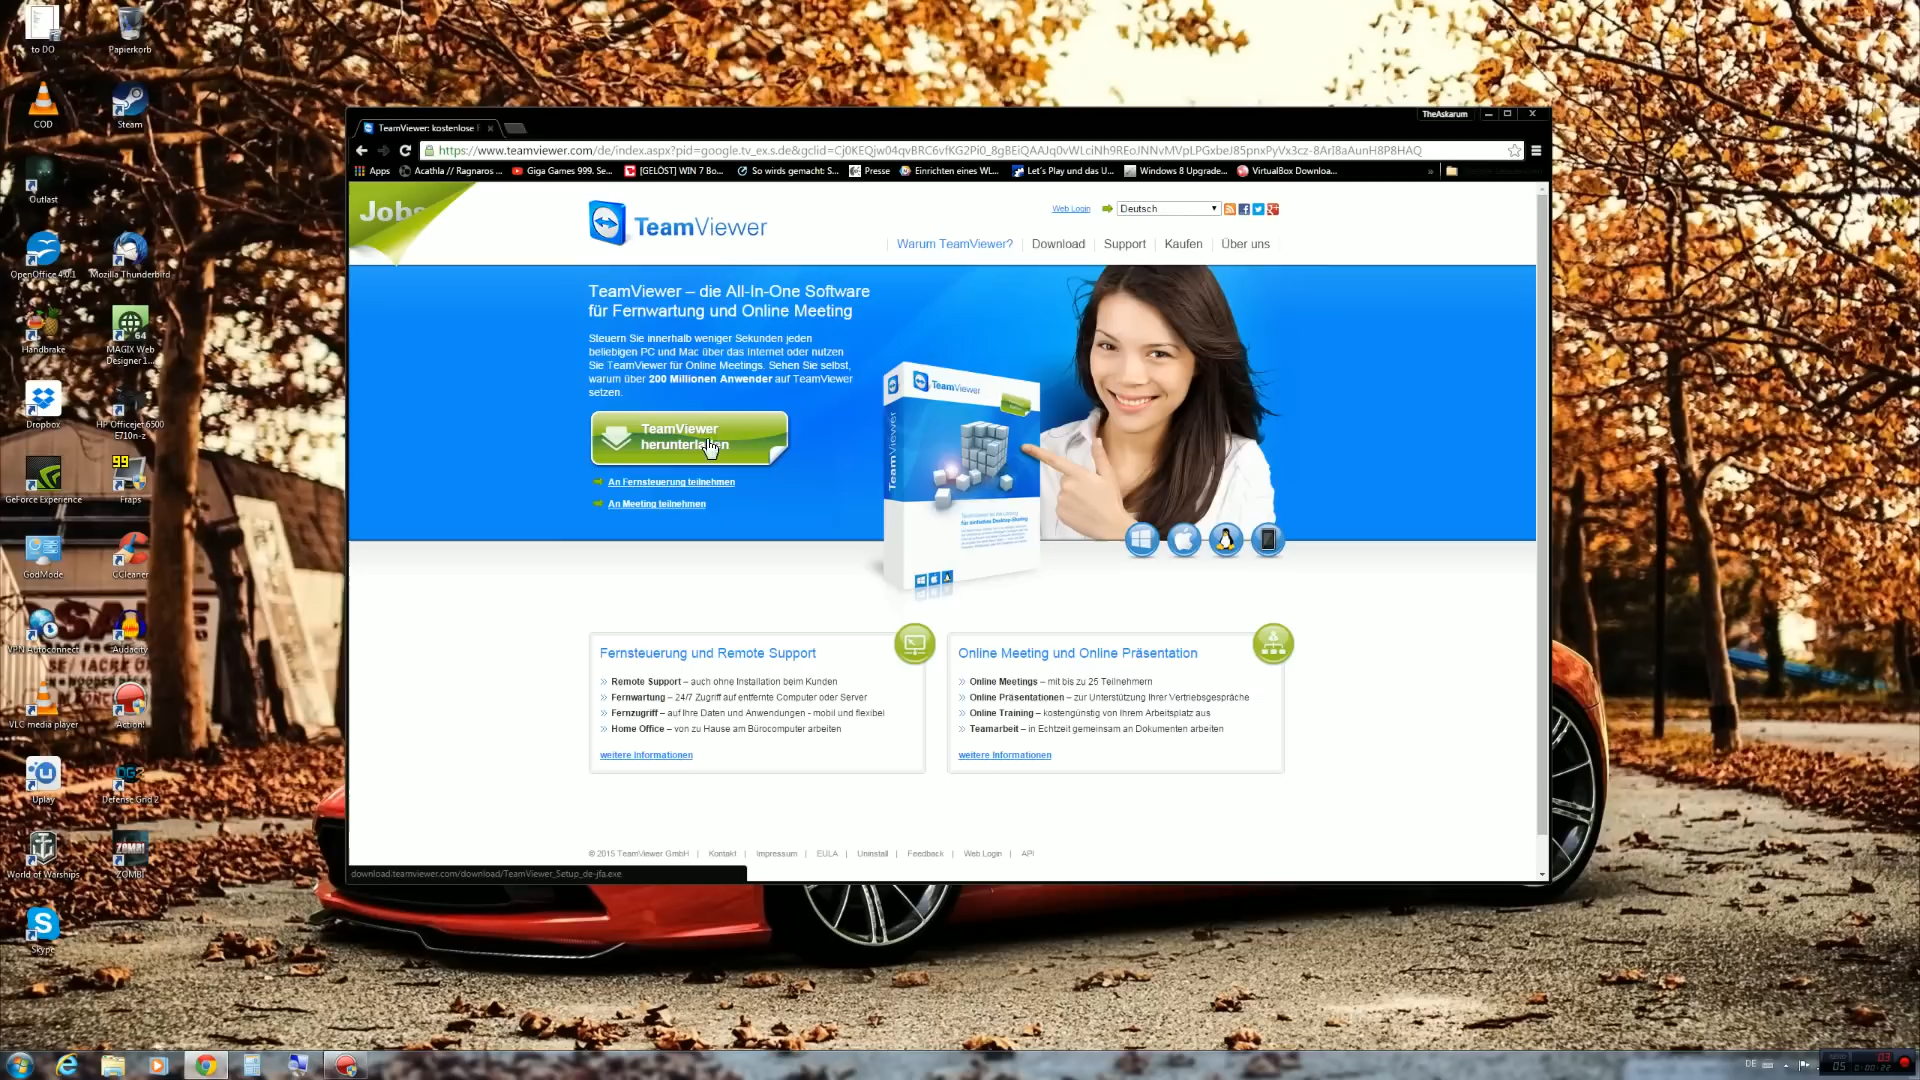 to DO
Papierkorb
COD
Steam
Outlast
OpenOffice 4.0.1
Mozilla Thunderbird
Handbrake
MAGIX Web
Designer 1...
Dropbox
HP Officejet 6500
E710n-z
GeForce Experience
99
Fraps
GodMode
CCleaner
VPN Autoconnect
Audacity
VLC media player
Action!
Uplay
Defense Grid 2
World of Warships
ZOMBI
Skype
TheAskarum
TeamViewer: kostenlose F
https://www.teamviewer.com/de/index.aspx?pid=google.tv_ex.s.de&gclid=Cj0KEQjw04qvBRC6vfKG2Pi0_8gBEiQAAJq0vWLciNh9REoJNNvMVpLPGxbeJ85pnxPyVx3cz-8ArI8aAunH8P8HAQ
Apps
Acathla // Ragnaros ...
Giga Games 999. Se...
[GELÖST] WIN 7 Bo...
So wirds gemacht: S...
Presse
Einrichten eines WL...
Let's Play und das U...
Windows 8 Upgrade...
VirtualBox Downloa...
Jobs
TeamViewer
Web Login
Deutsch
Warum TeamViewer?
Download
Support
Kaufen
Über uns
TeamViewer – die All-In-One Software
für Fernwartung und Online Meeting
Steuern Sie innerhalb weniger Sekunden jeden
beliebigen PC und Mac über das Internet oder nutzen
Sie TeamViewer für Online Meetings. Sehen Sie selbst,
warum über 200 Millionen Anwender auf TeamViewer
setzen.
TeamViewer
herunterladen
An Fernsteuerung teilnehmen
An Meeting teilnehmen
TeamViewer
TeamViewer
Fernsteuerung und Remote Support
Remote Support – auch ohne Installation beim Kunden
Fernwartung – 24/7 Zugriff auf entfernte Computer oder Server
Fernzugriff – auf Ihre Daten und Anwendungen - mobil und flexibel
Home Office – von zu Hause am Bürocomputer arbeiten
weitere Informationen
Online Meeting und Online Präsentation
Online Meetings – mit bis zu 25 Teilnehmern
Online Präsentationen – zur Unterstützung Ihrer Vertriebsgespräche
Online Training – kostengünstig von Ihrem Arbeitsplatz aus
Teamarbeit – in Echtzeit gemeinsam an Dokumenten arbeiten
weitere Informationen
© 2015 TeamViewer GmbH | Kontakt | Impressum | EULA | Uninstall | Feedback | Web Login | API
download.teamviewer.com/download/TeamViewer_Setup_de-jfa.exe
DE